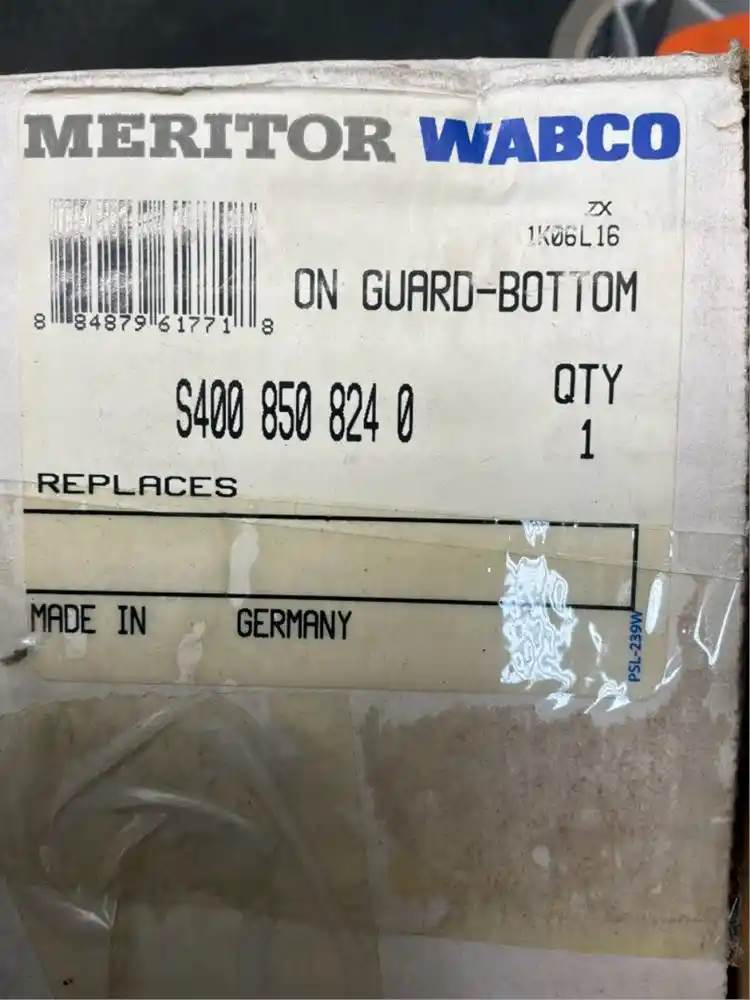 MERITOR WABCO
ZX
1K06L16
8 84879 61771 8
ON GUARD-BOTTOM
S400 850 824 0
QTY
1
REPLACES
MADE IN GERMANY
PSL-239W